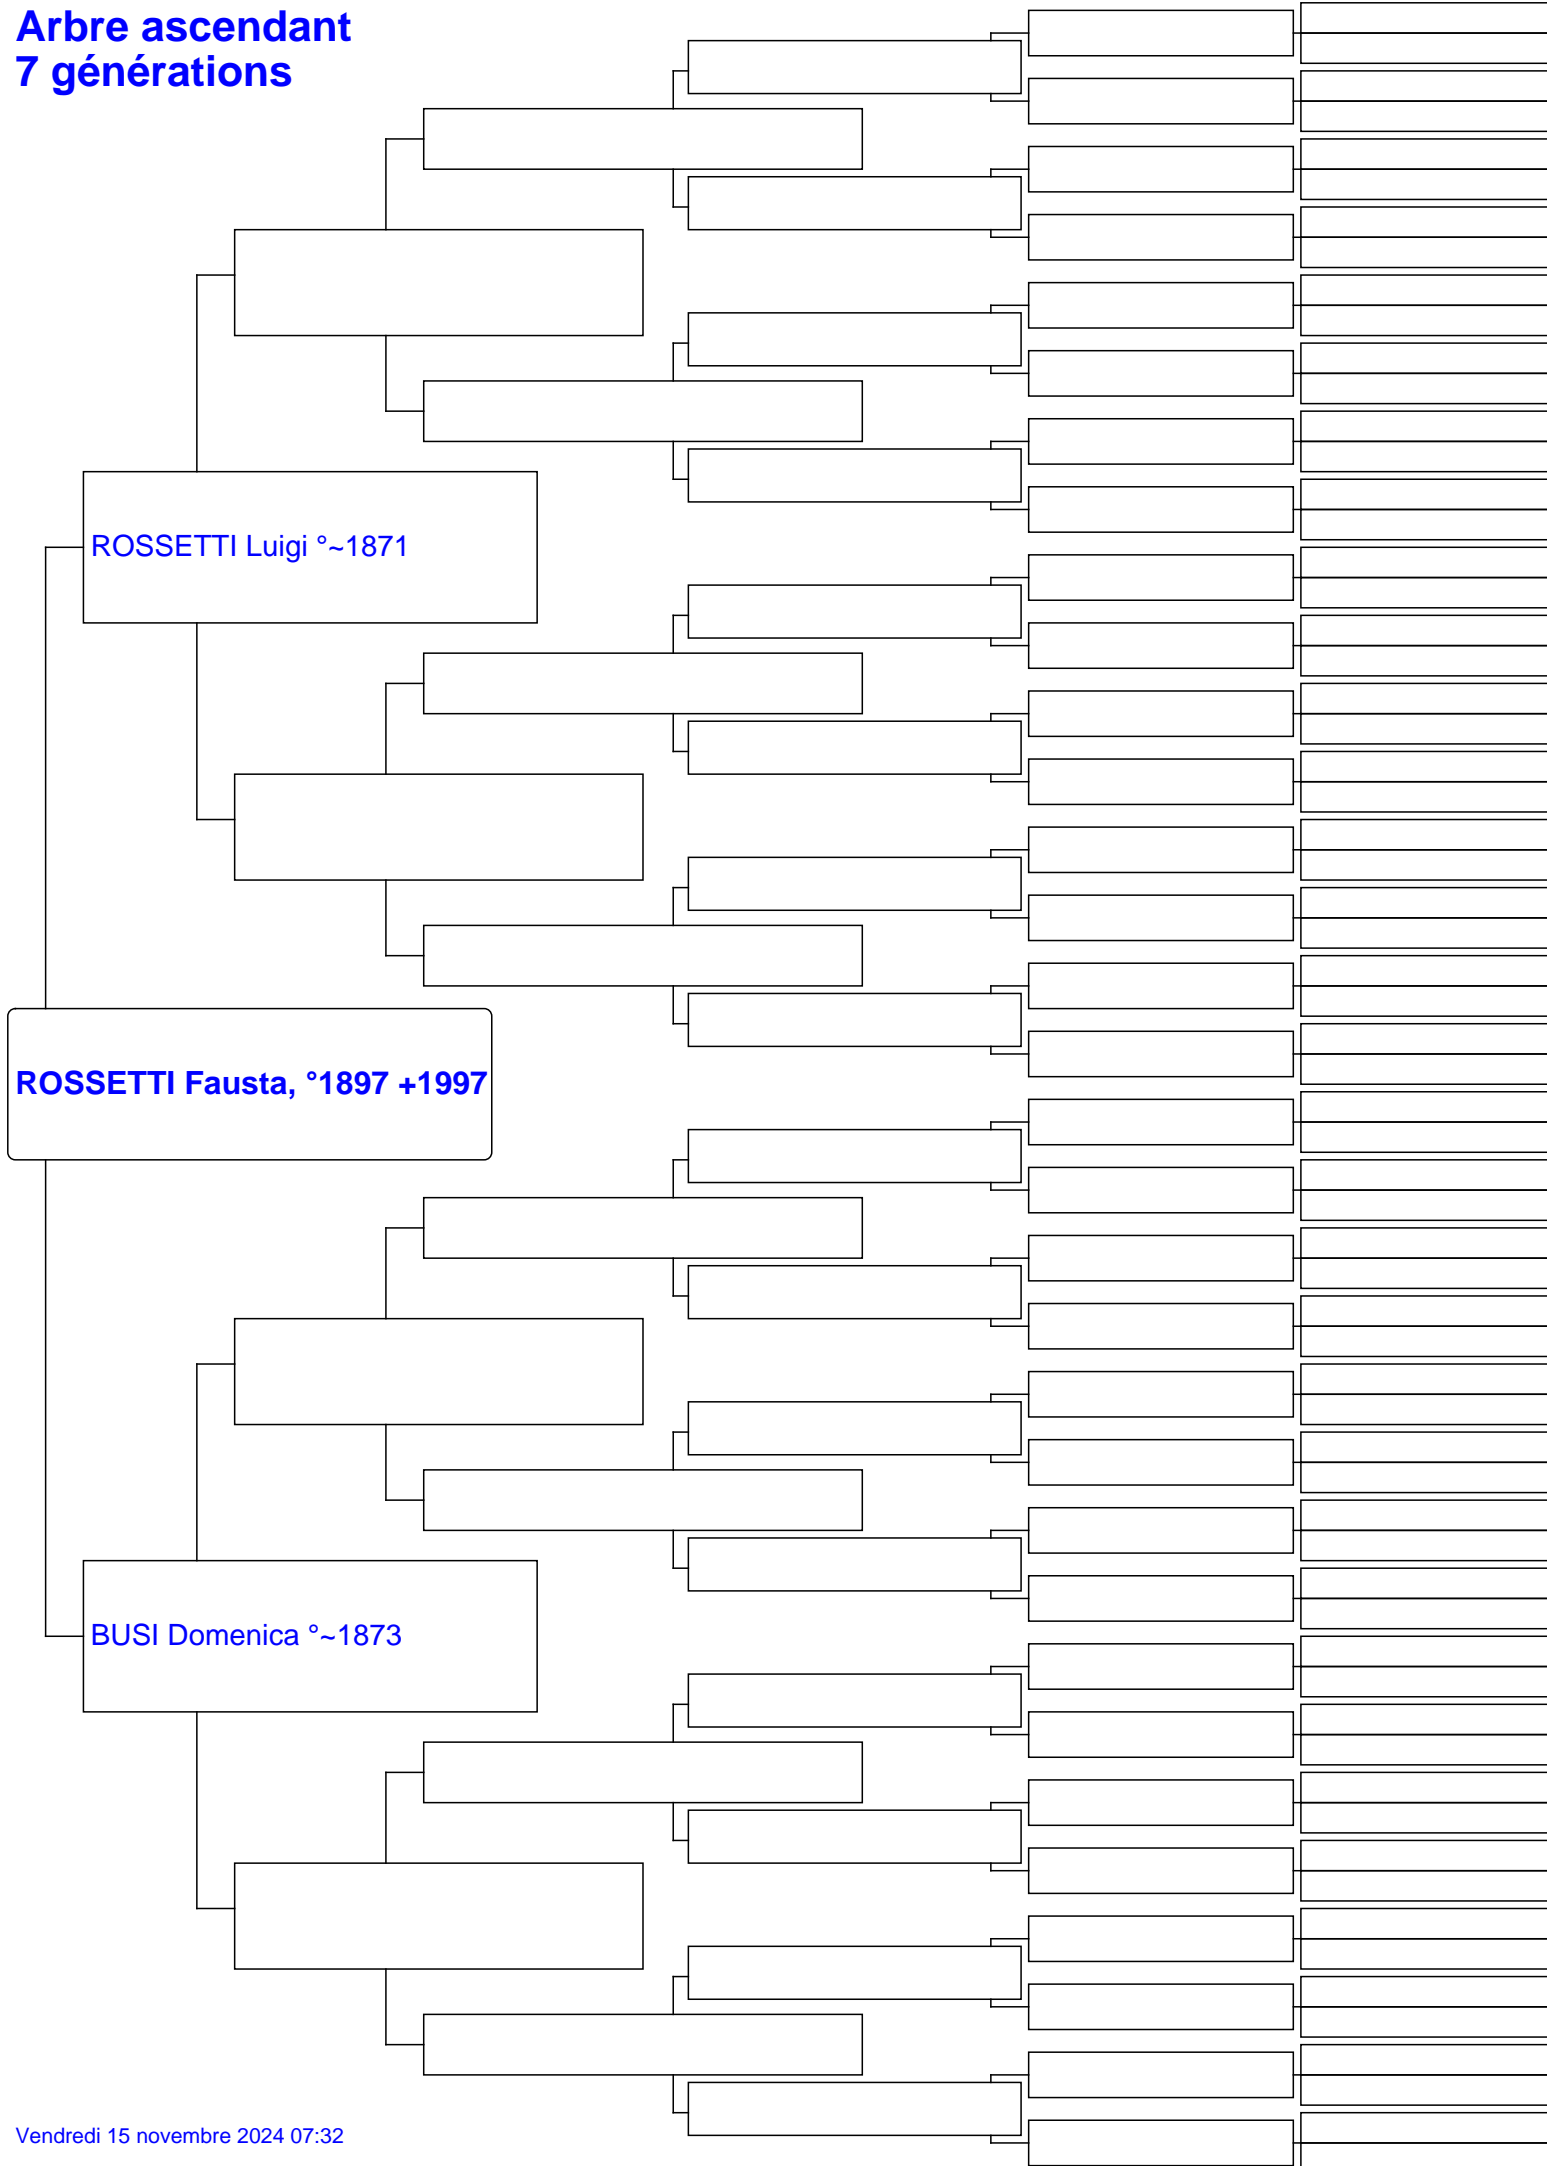 Arbre ascendant
7 générations
ROSSETTI Luigi °~1871
ROSSETTI Fausta, °1897 +1997
BUSI Domenica °~1873
Vendredi 15 novembre 2024 07:32